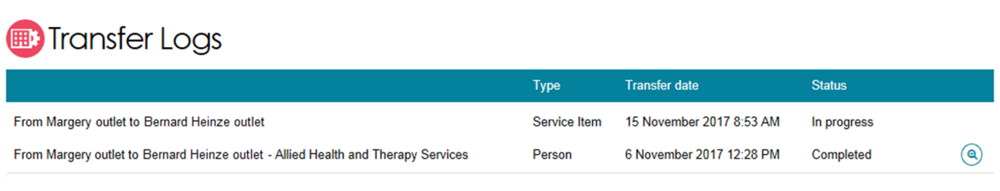 Transfer Logs
Type Transfer date Status
From Margery outlet to Bernard Heinze outlet Service Item 15 November 2017 8:53 AM In progress
From Margery outlet to Bernard Heinze outlet - Allied Health and Therapy Services Person 6 November 2017 12:28 PM Completed